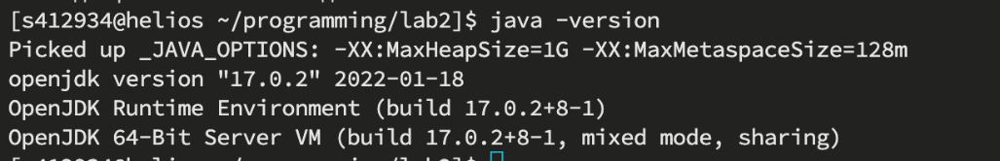 [s412934@helios ~/programming/lab2]$ java -version
Picked up _JAVA_OPTIONS: -XX:MaxHeapSize=1G -XX:MaxMetaspaceSize=128m
openjdk version "17.0.2" 2022-01-18
OpenJDK Runtime Environment (build 17.0.2+8-1)
OpenJDK 64-Bit Server VM (build 17.0.2+8-1, mixed mode, sharing)
[s412934@helios ~/programming/lab2]$